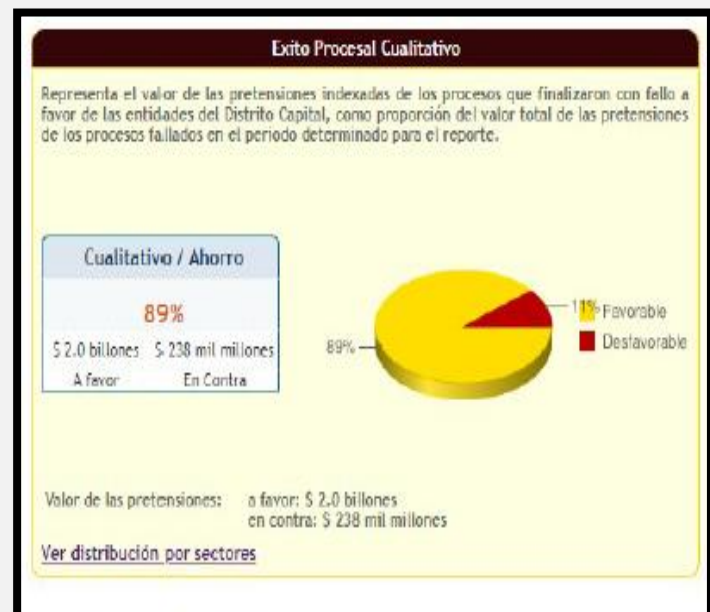 Exito Procesal Cualitativo
Representa el valor de las pretensiones indexadas de los procesos que finalizaron con fallo a
favor de las entidades del Distrito Capital, como proporción del valor total de las pretensiones
de los procesos fallados en el periodo determinado para el reporte.
Cualitativo / Ahorro
89%
$ 2.0 billones $ 238 mil millones
A favor En Contra
89%
11%
Favorable
Desfavorable
Valor de las pretensiones: a favor: $ 2.0 billones
en contra: $ 238 mil millones
Ver distribución por sectores